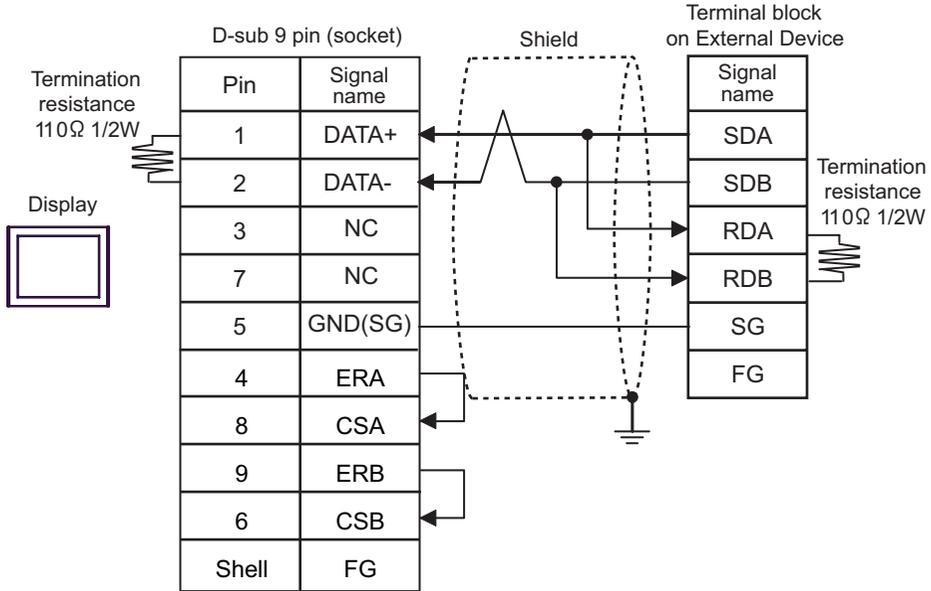 Terminal block
on External Device
D-sub 9 pin (socket)
Shield
Termination
resistance
110Ω 1/2W
Display
Pin
Signal
name
1
DATA+
2
DATA-
3
NC
7
NC
5
GND(SG)
4
ERA
8
CSA
9
ERB
6
CSB
Shell
FG
Signal
name
SDA
SDB
RDA
RDB
SG
FG
Termination
resistance
110Ω 1/2W